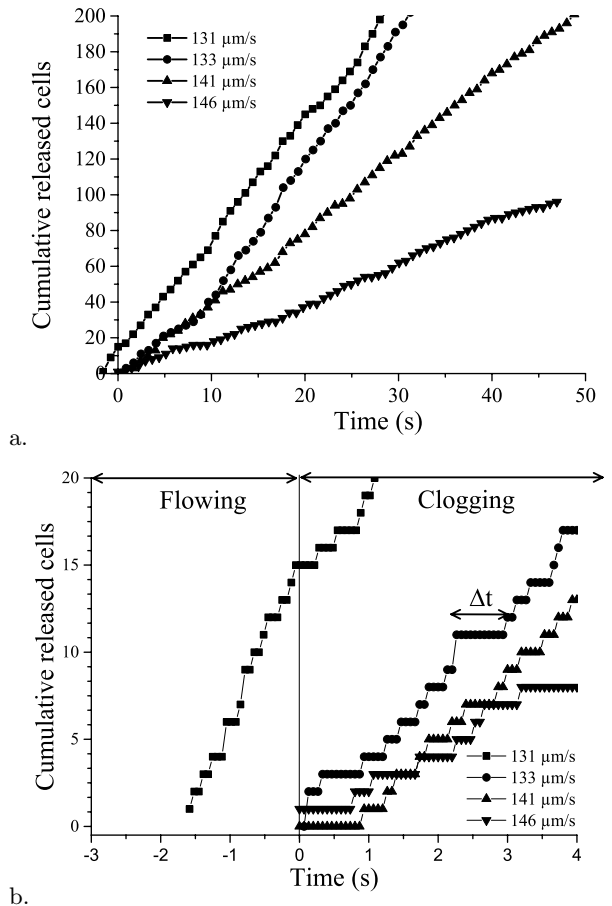 200
180
160
140
120
100
80
60
40
20
0
Cumulative released cells
131 µm/s
133 µm/s
141 µm/s
146 µm/s
0 10 20 30 40 50
Time (s)
a.
20
15
10
5
0
Cumulative released cells
Flowing Clogging
Δt
131 µm/s
133 µm/s
141 µm/s
146 µm/s
-3 -2 -1 0 1 2 3 4
Time (s)
b.